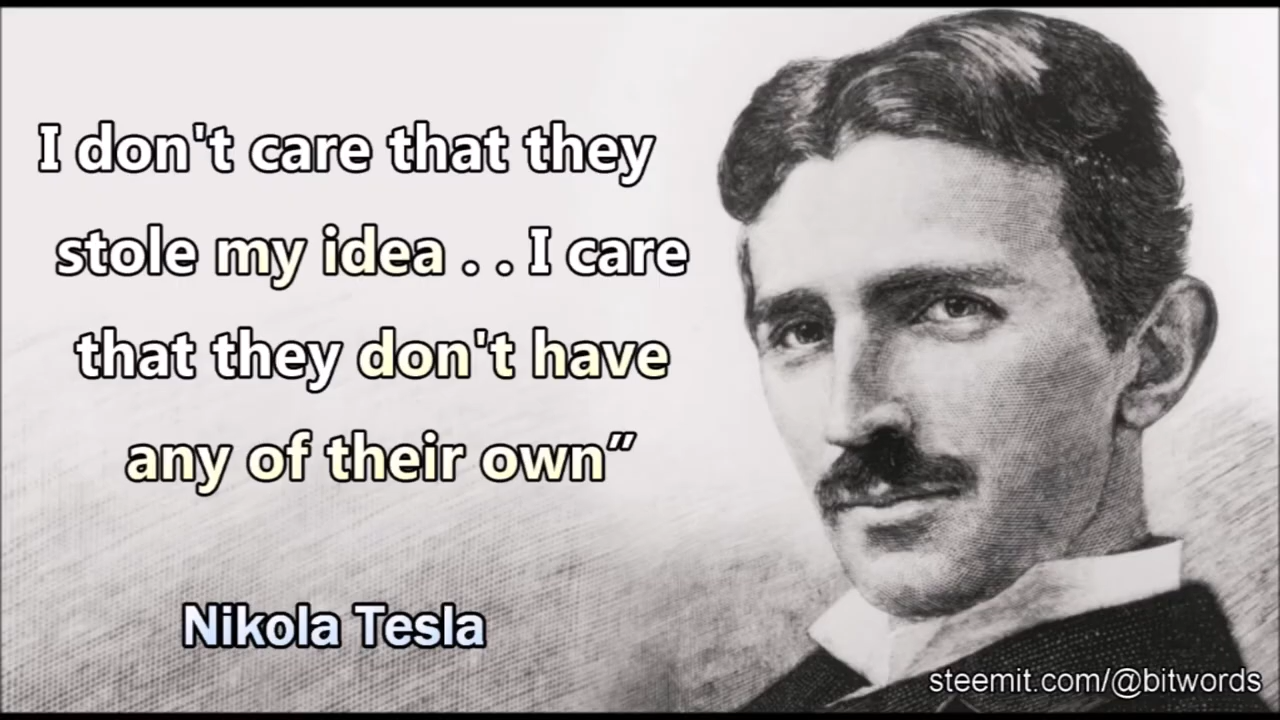 I don't care that they
stole my idea . . I care
that they don't have
any of their own”
Nikola Tesla
steemit.com/@bitwords